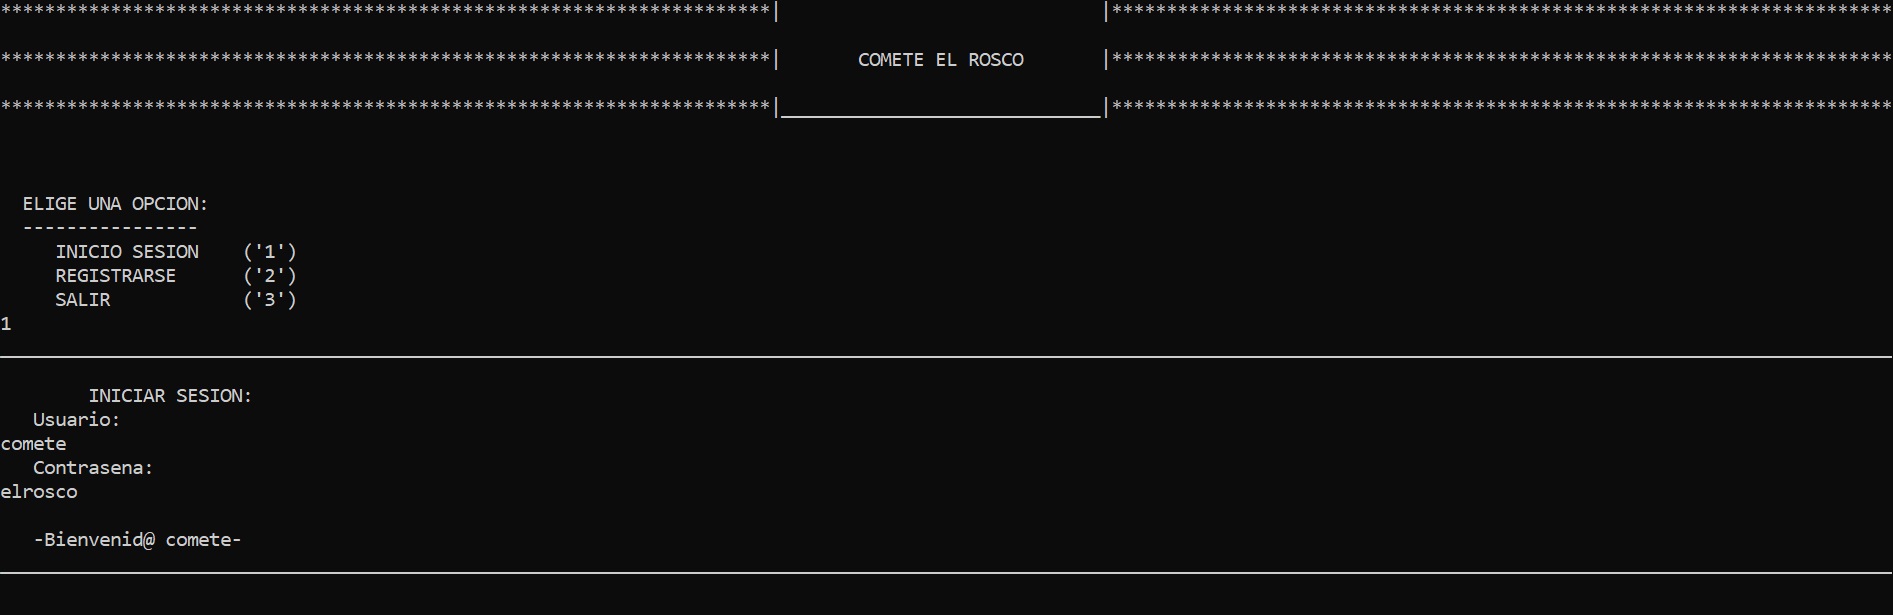 **********************************************************************|                              |***********************************************************************
**********************************************************************|       COMETE EL ROSCO        |***********************************************************************
**********************************************************************|_____________________________|***********************************************************************
ELIGE UNA OPCION:
----------------
INICIO SESION    ('1')
REGISTRARSE      ('2')
SALIR            ('3')
1
INICIAR SESION:
Usuario:
comete
Contrasena:
elrosco
-Bienvenid@ comete-